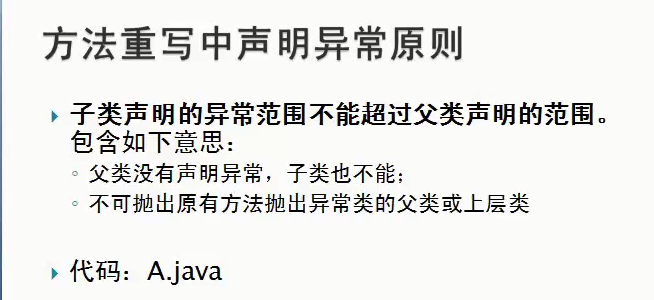 方法重写中声明异常原则
子类声明的异常范围不能超过父类声明的范围。
包含如下意思：
父类没有声明异常，子类也不能；
不可抛出原有方法抛出异常类的父类或上层类
代码：A.java